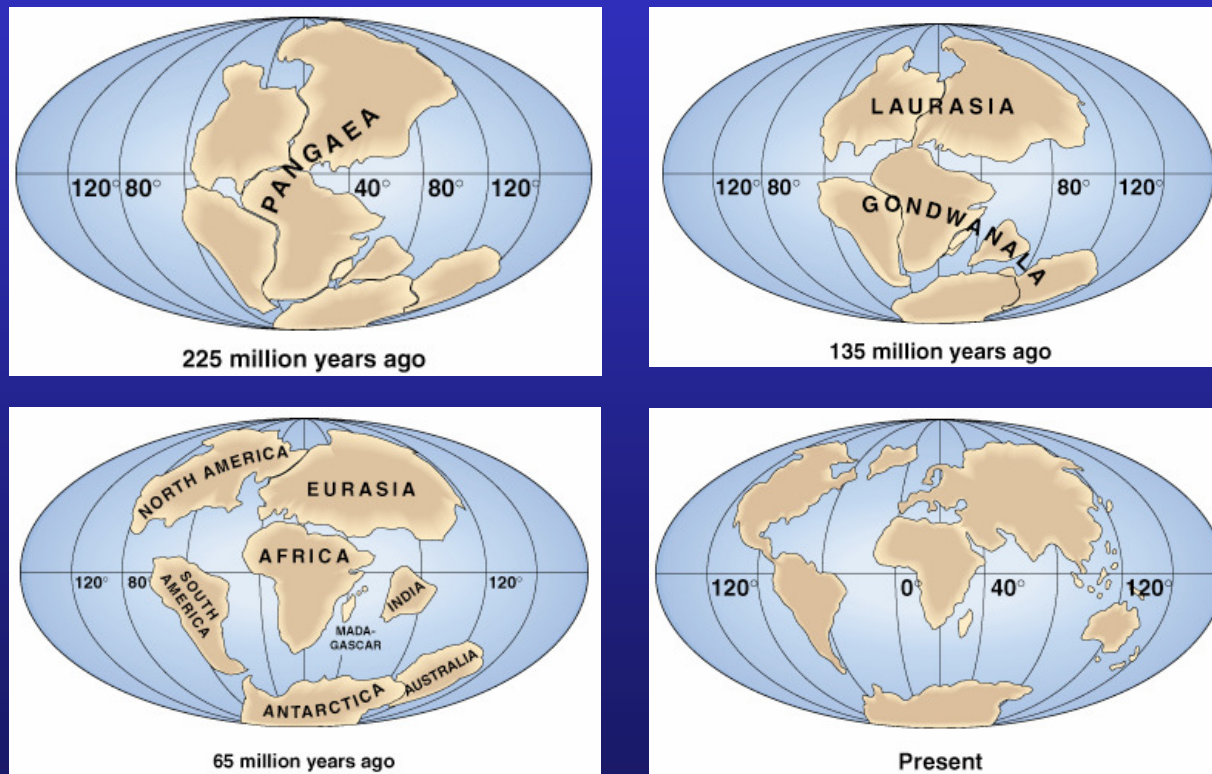 PANGAEA
120° 80° 40° 80° 120°
225 million years ago
LAURASIA
120° 80° 80° 120°
GONDWANALA
135 million years ago
NORTH AMERICA
EURASIA
AFRICA
120° 80° 120°
SOUTH
AMERICA
INDIA
MADA-
GASCAR
AUSTRALIA
ANTARCTICA
65 million years ago
120° 0° 40° 120°
Present